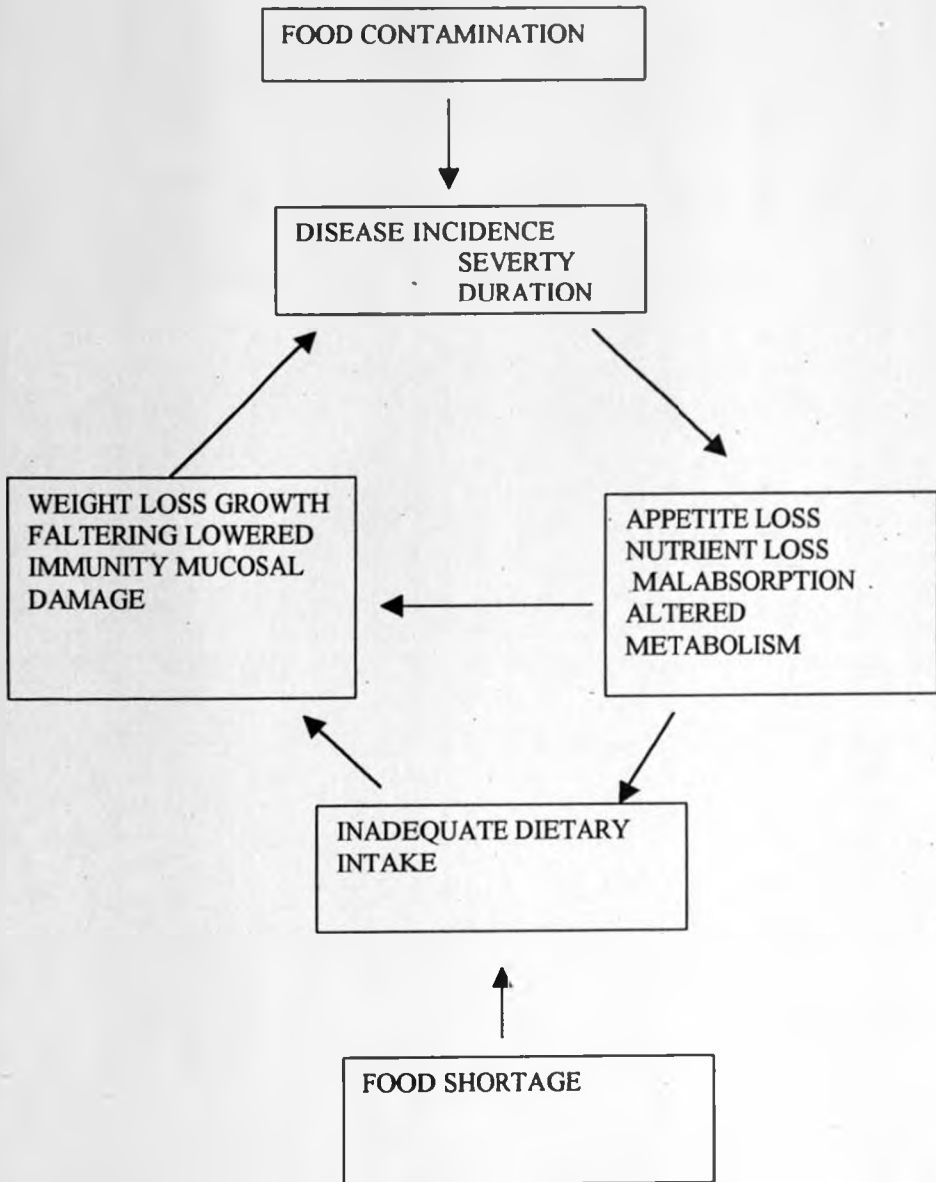 FOOD CONTAMINATION
DISEASE INCIDENCE
SEVERTY
DURATION
WEIGHT LOSS GROWTH
FALTERING LOWERED
IMMUNITY MUCOSAL
DAMAGE
APPETITE LOSS
NUTRIENT LOSS
MALABSORPTION
ALTERED
METABOLISM
INADEQUATE DIETARY
INTAKE
FOOD SHORTAGE